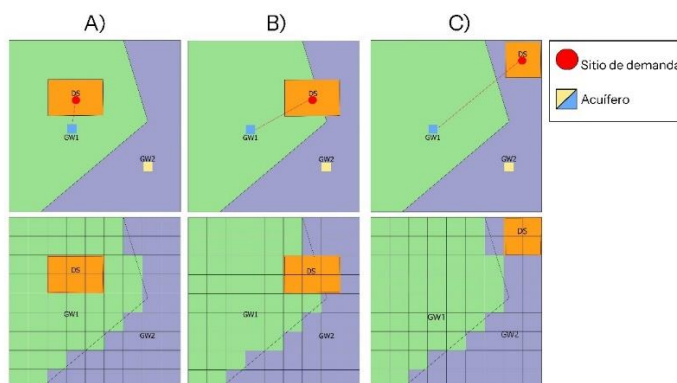 A)
B)
C)
DS
GW1
GW2
DS
GW1
GW2
DS
GW1
GW2
Sitio de demanda
Acuífero
DS
GW1
GW2
DS
GW1
GW2
DS
GW1
GW2